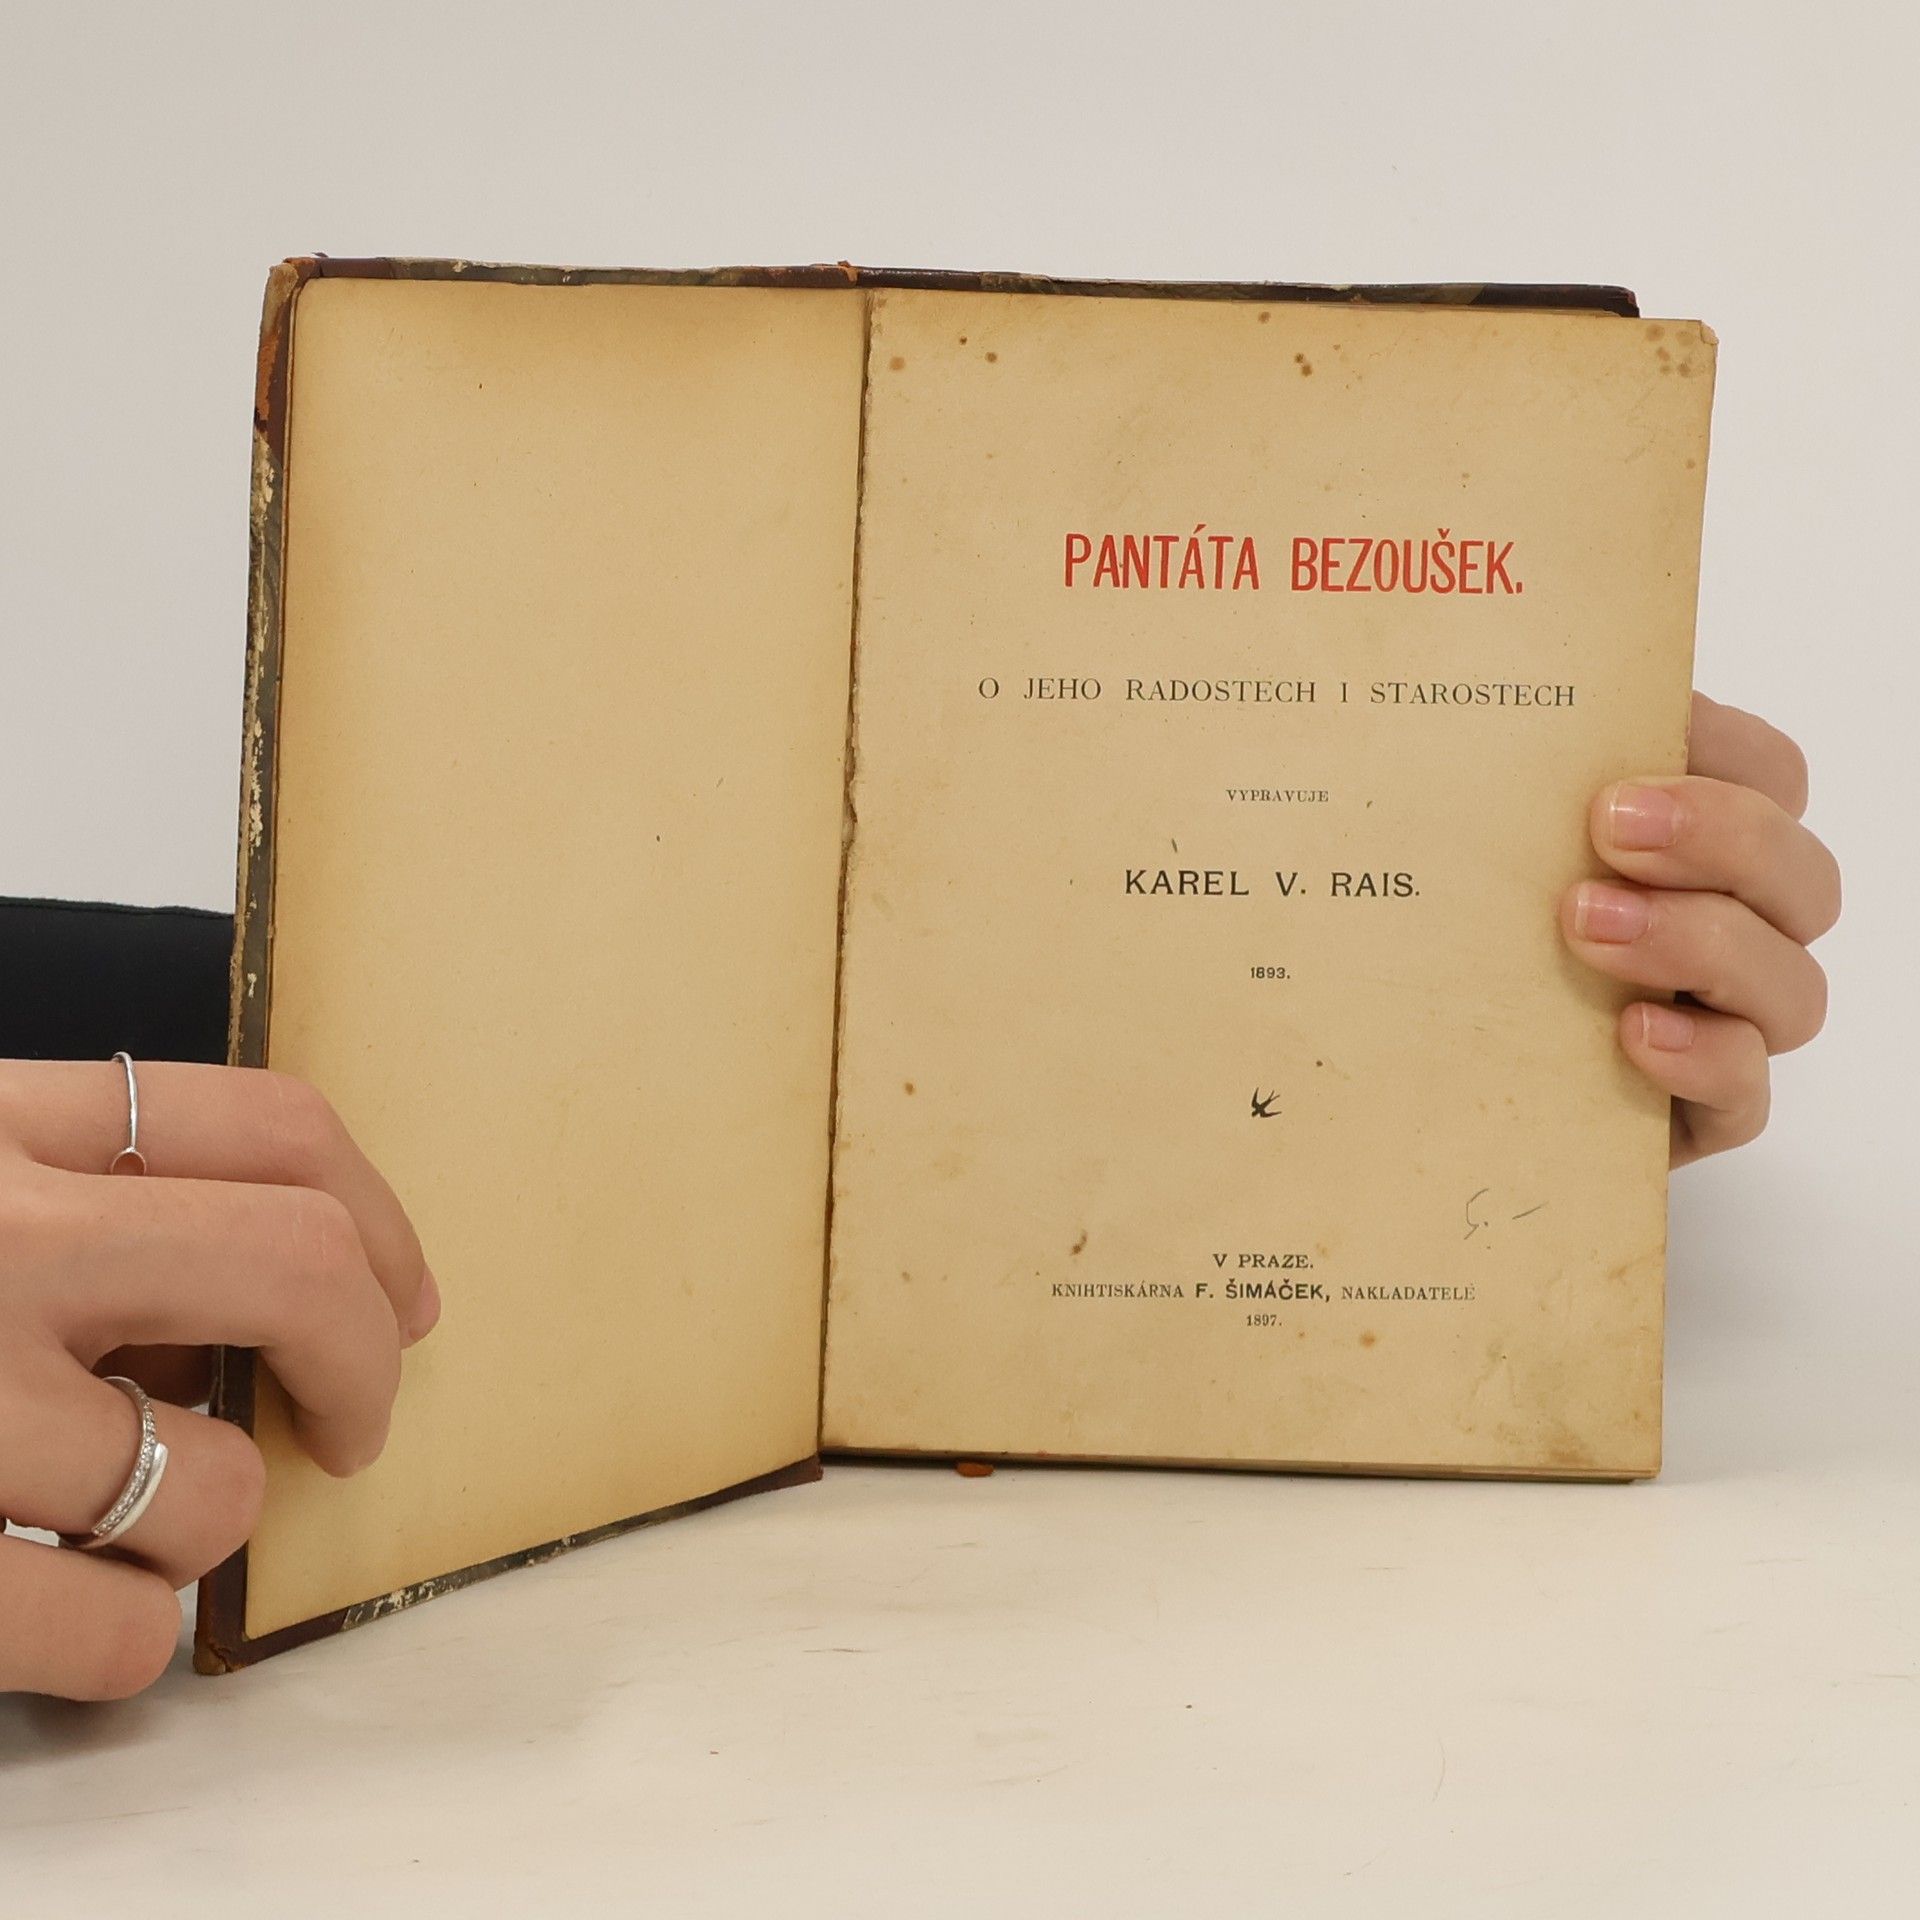 PANTÁTA BEZOUŠEK.
O JEHO RADOSTECH I STAROSTECH
VYPRAVUJE
KAREL V. RAIS.
1893.
5. –
V PRAZE.
KNIHTISKÁRNA F. ŠIMÁČEK, NAKLADATELÉ
1897.